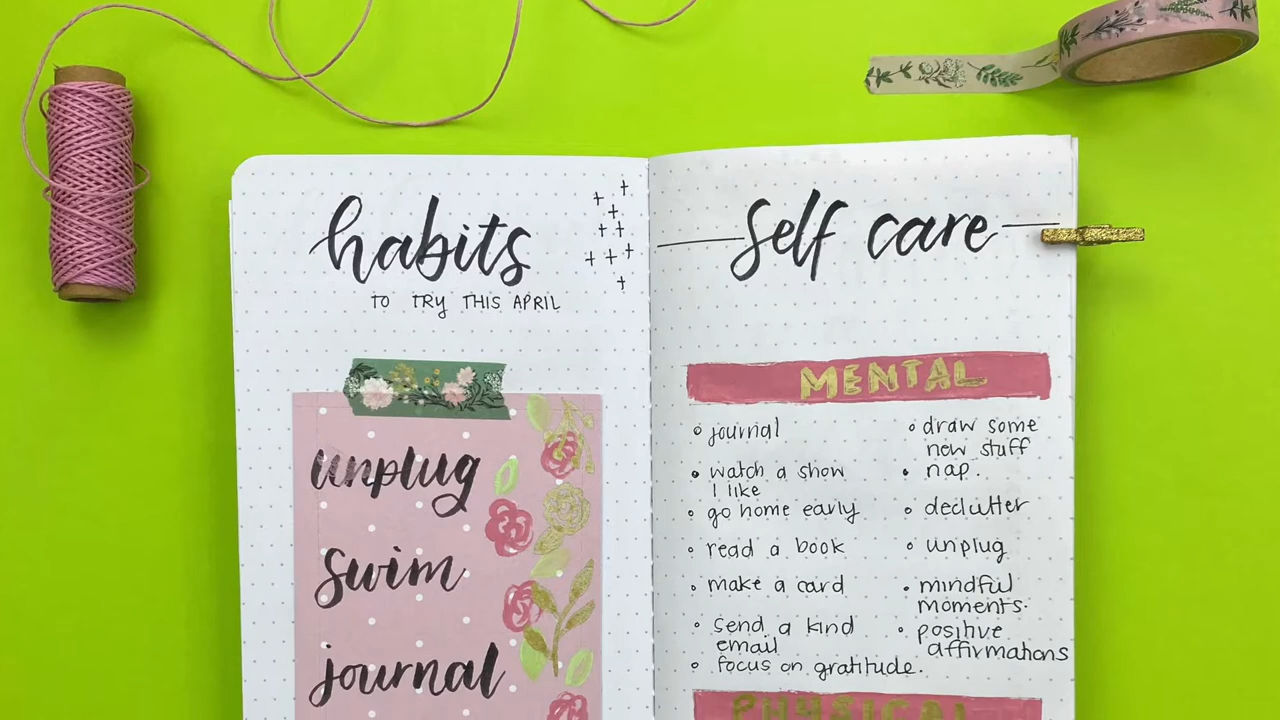 habits
TO TRY THIS APRIL
unplug
swim
journal
self care
MENTAL
journal
watch a show
I like
go home early
read a book
make a card
send a kind
email
focus on gratitude.
draw some
new stuff
nap.
declutter
unplug
mindful
moments.
positive
affirmations
PHYSICAL